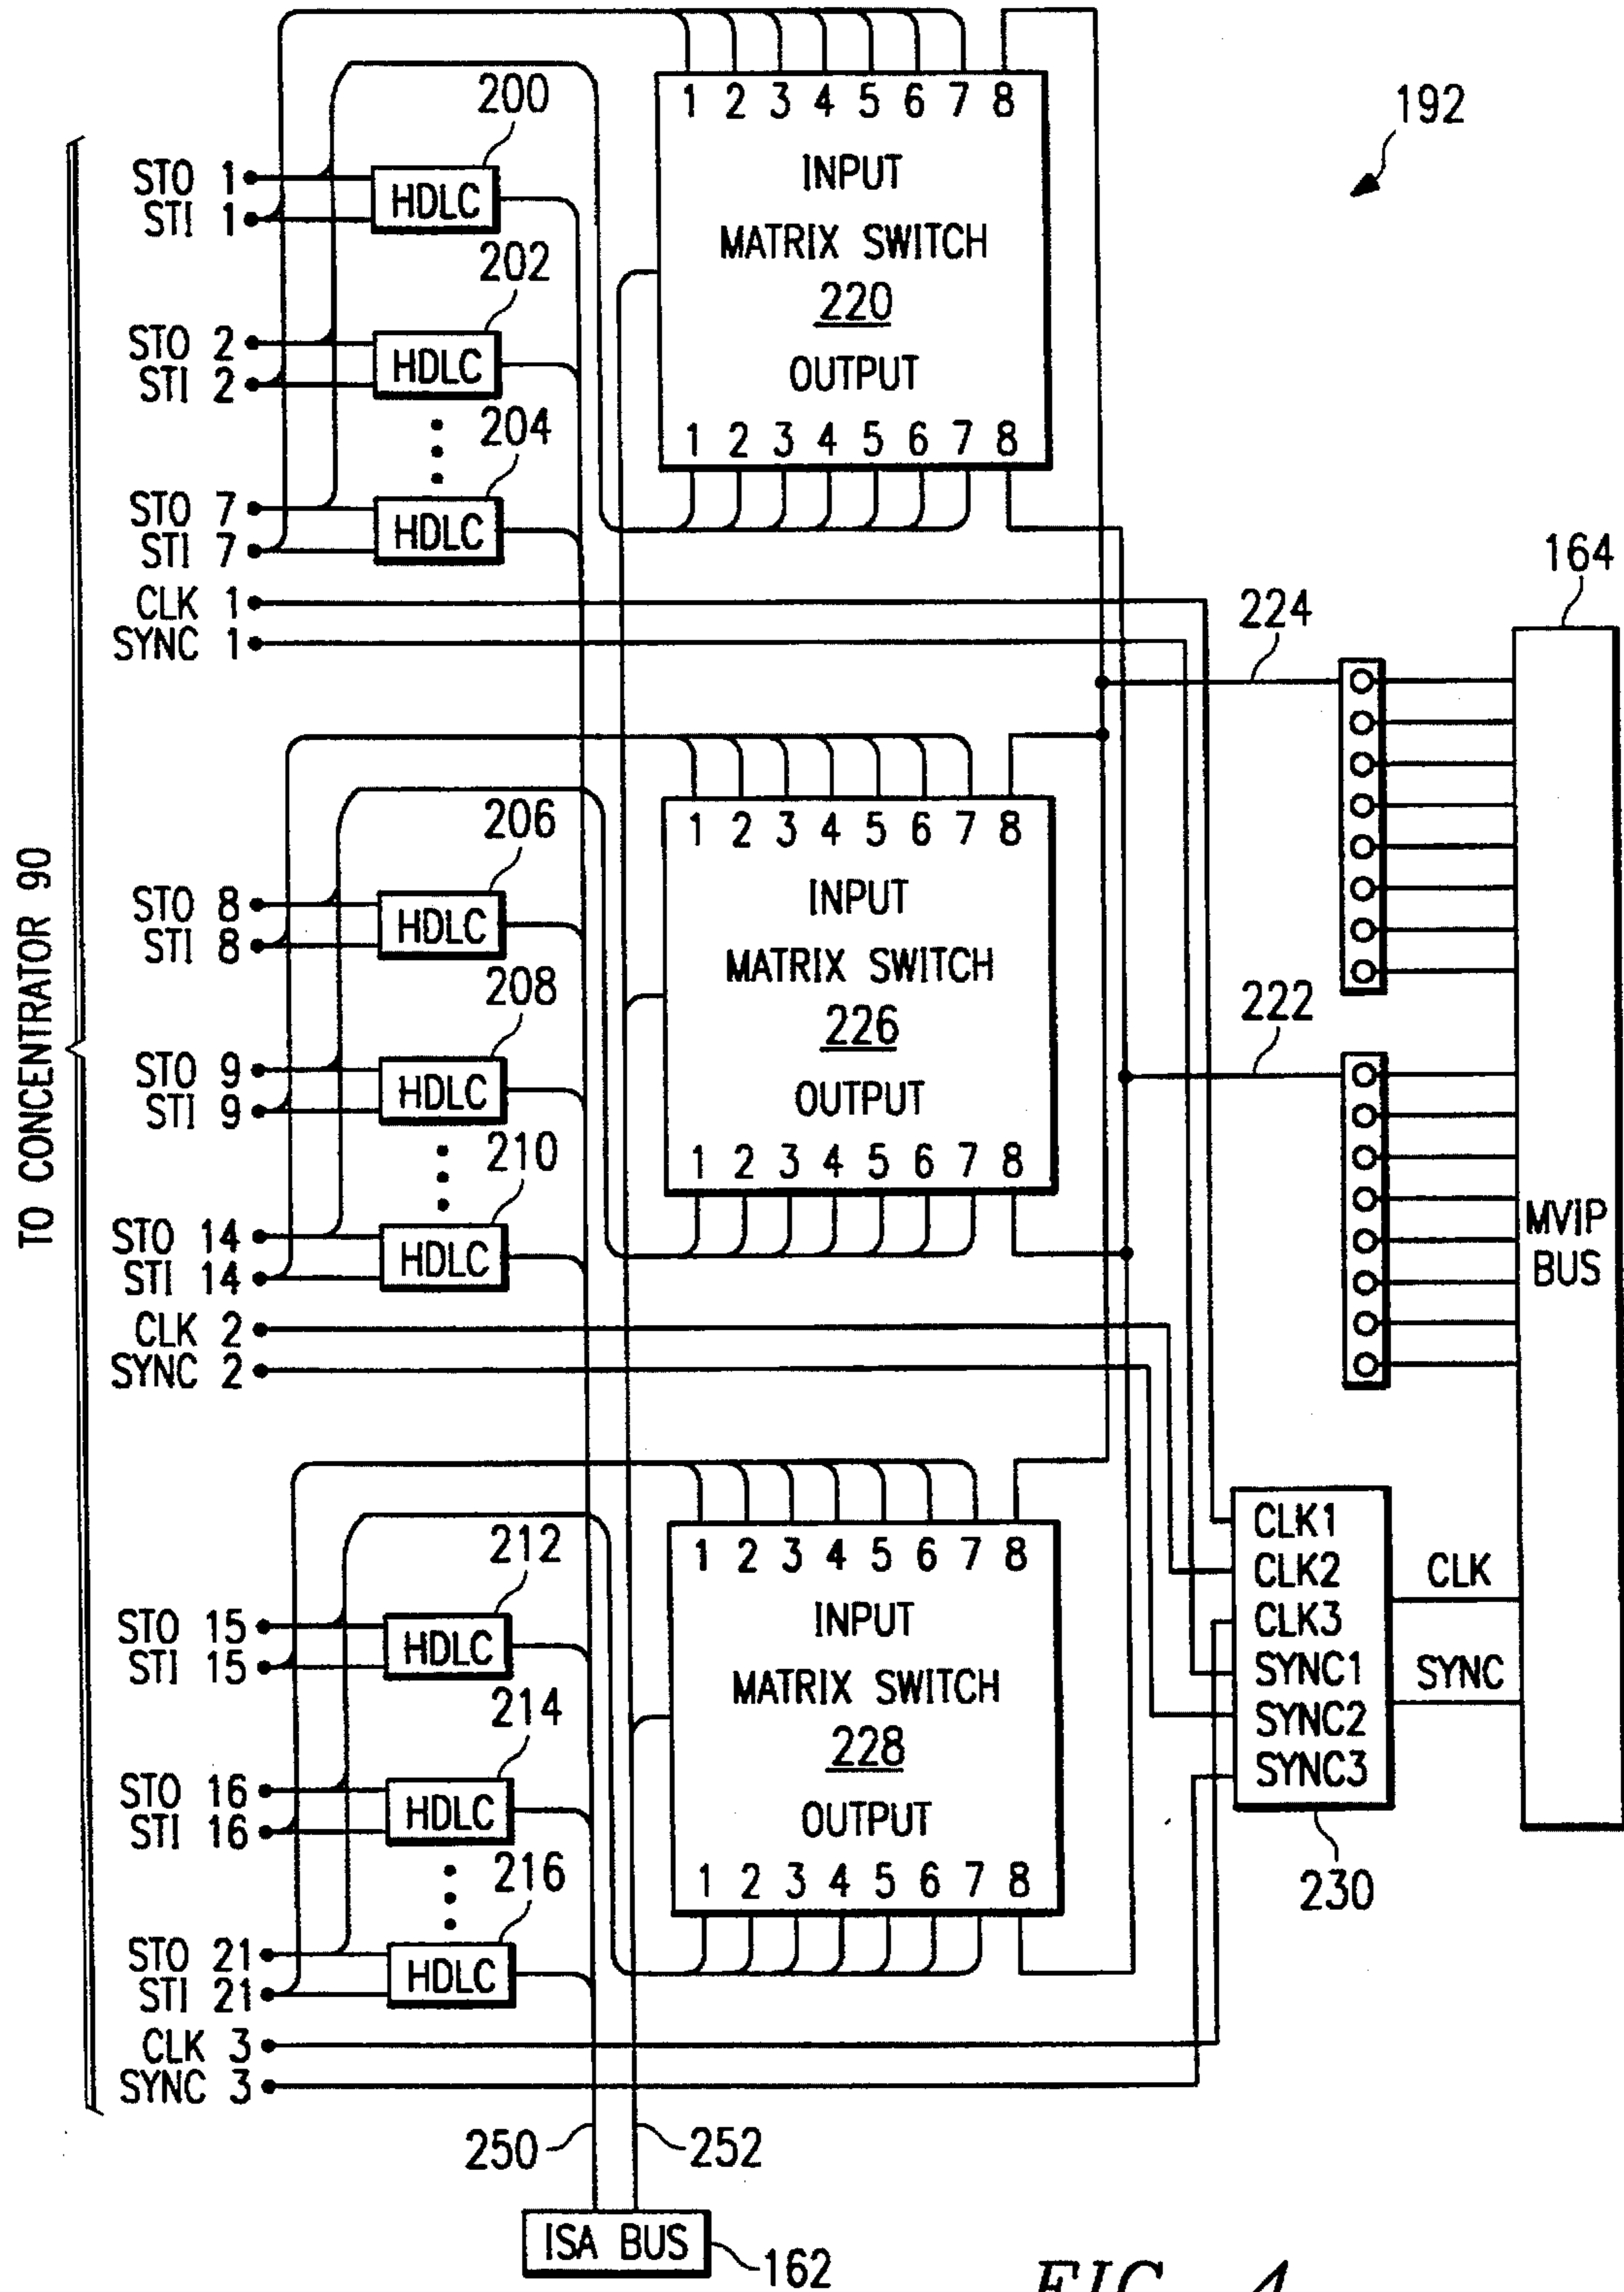 192
TO CONCENTRATOR 90
200
STO 1
STI 1
HDLC
202
STO 2
STI 2
HDLC
204
STO 7
STI 7
HDLC
CLK 1
SYNC 1
1 2 3 4 5 6 7 8
INPUT
MATRIX SWITCH
220
OUTPUT
1 2 3 4 5 6 7 8
206
STO 8
STI 8
HDLC
208
STO 9
STI 9
HDLC
210
STO 14
STI 14
HDLC
CLK 2
SYNC 2
1 2 3 4 5 6 7 8
INPUT
MATRIX SWITCH
226
OUTPUT
1 2 3 4 5 6 7 8
212
STO 15
STI 15
HDLC
214
STO 16
STI 16
HDLC
216
STO 21
STI 21
HDLC
CLK 3
SYNC 3
1 2 3 4 5 6 7 8
INPUT
MATRIX SWITCH
228
OUTPUT
1 2 3 4 5 6 7 8
224
222
164
MVIP
BUS
CLK1
CLK2
CLK3
SYNC1
SYNC2
SYNC3
CLK
SYNC
230
250
252
ISA BUS
162
FIG. 4